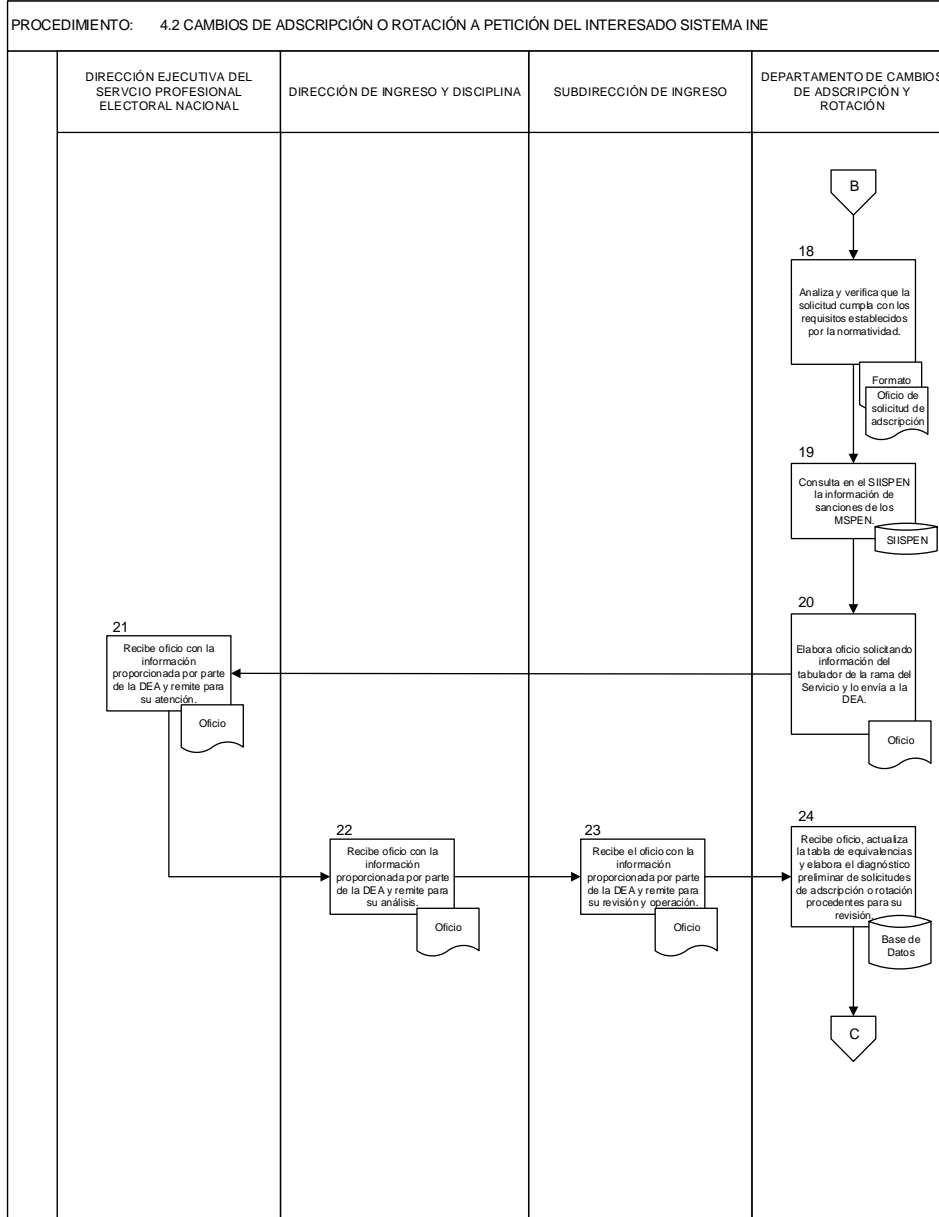 PROCEDIMIENTO: 4.2 CAMBIOS DE ADSCRIPCIÓN O ROTACIÓN A PETICIÓN DEL INTERESADO SISTEMA INE
DIRECCIÓN EJECUTIVA DEL
SERVCIO PROFESIONAL
ELECTORAL NACIONAL
DIRECCIÓN DE INGRESO Y DISCIPLINA
SUBDIRECCIÓN DE INGRESO
DEPARTAMENTO DE CAMBIOS
DE ADSCRIPCIÓN Y
ROTACIÓN
B
18
Analiza y verifica que la
solicitud cumpla con los
requisitos establecidos
por la normatividad.
Formato
Oficio de
solicitud de
adscripción
19
Consulta en el SIISPEN
la información de
sanciones de los
MSPEN.
SIISPEN
20
Elabora oficio solicitando
información del
tabulador de la rama del
Servicio y lo envía a la
DEA.
Oficio
21
Recibe oficio con la
información
proporcionada por parte
de la DEA y remite para
su atención.
Oficio
22
Recibe oficio con la
información
proporcionada por parte
de la DEA y remite para
su análisis.
Oficio
23
Recibe el oficio con la
información
proporcionada por parte
de la DEA y remite para
su revisión y operación.
Oficio
24
Recibe oficio, actualiza
la tabla de equivalencias
y elabora el diagnóstico
preliminar de solicitudes
de adscripción o rotación
procedentes para su
revisión.
Base de
Datos
C